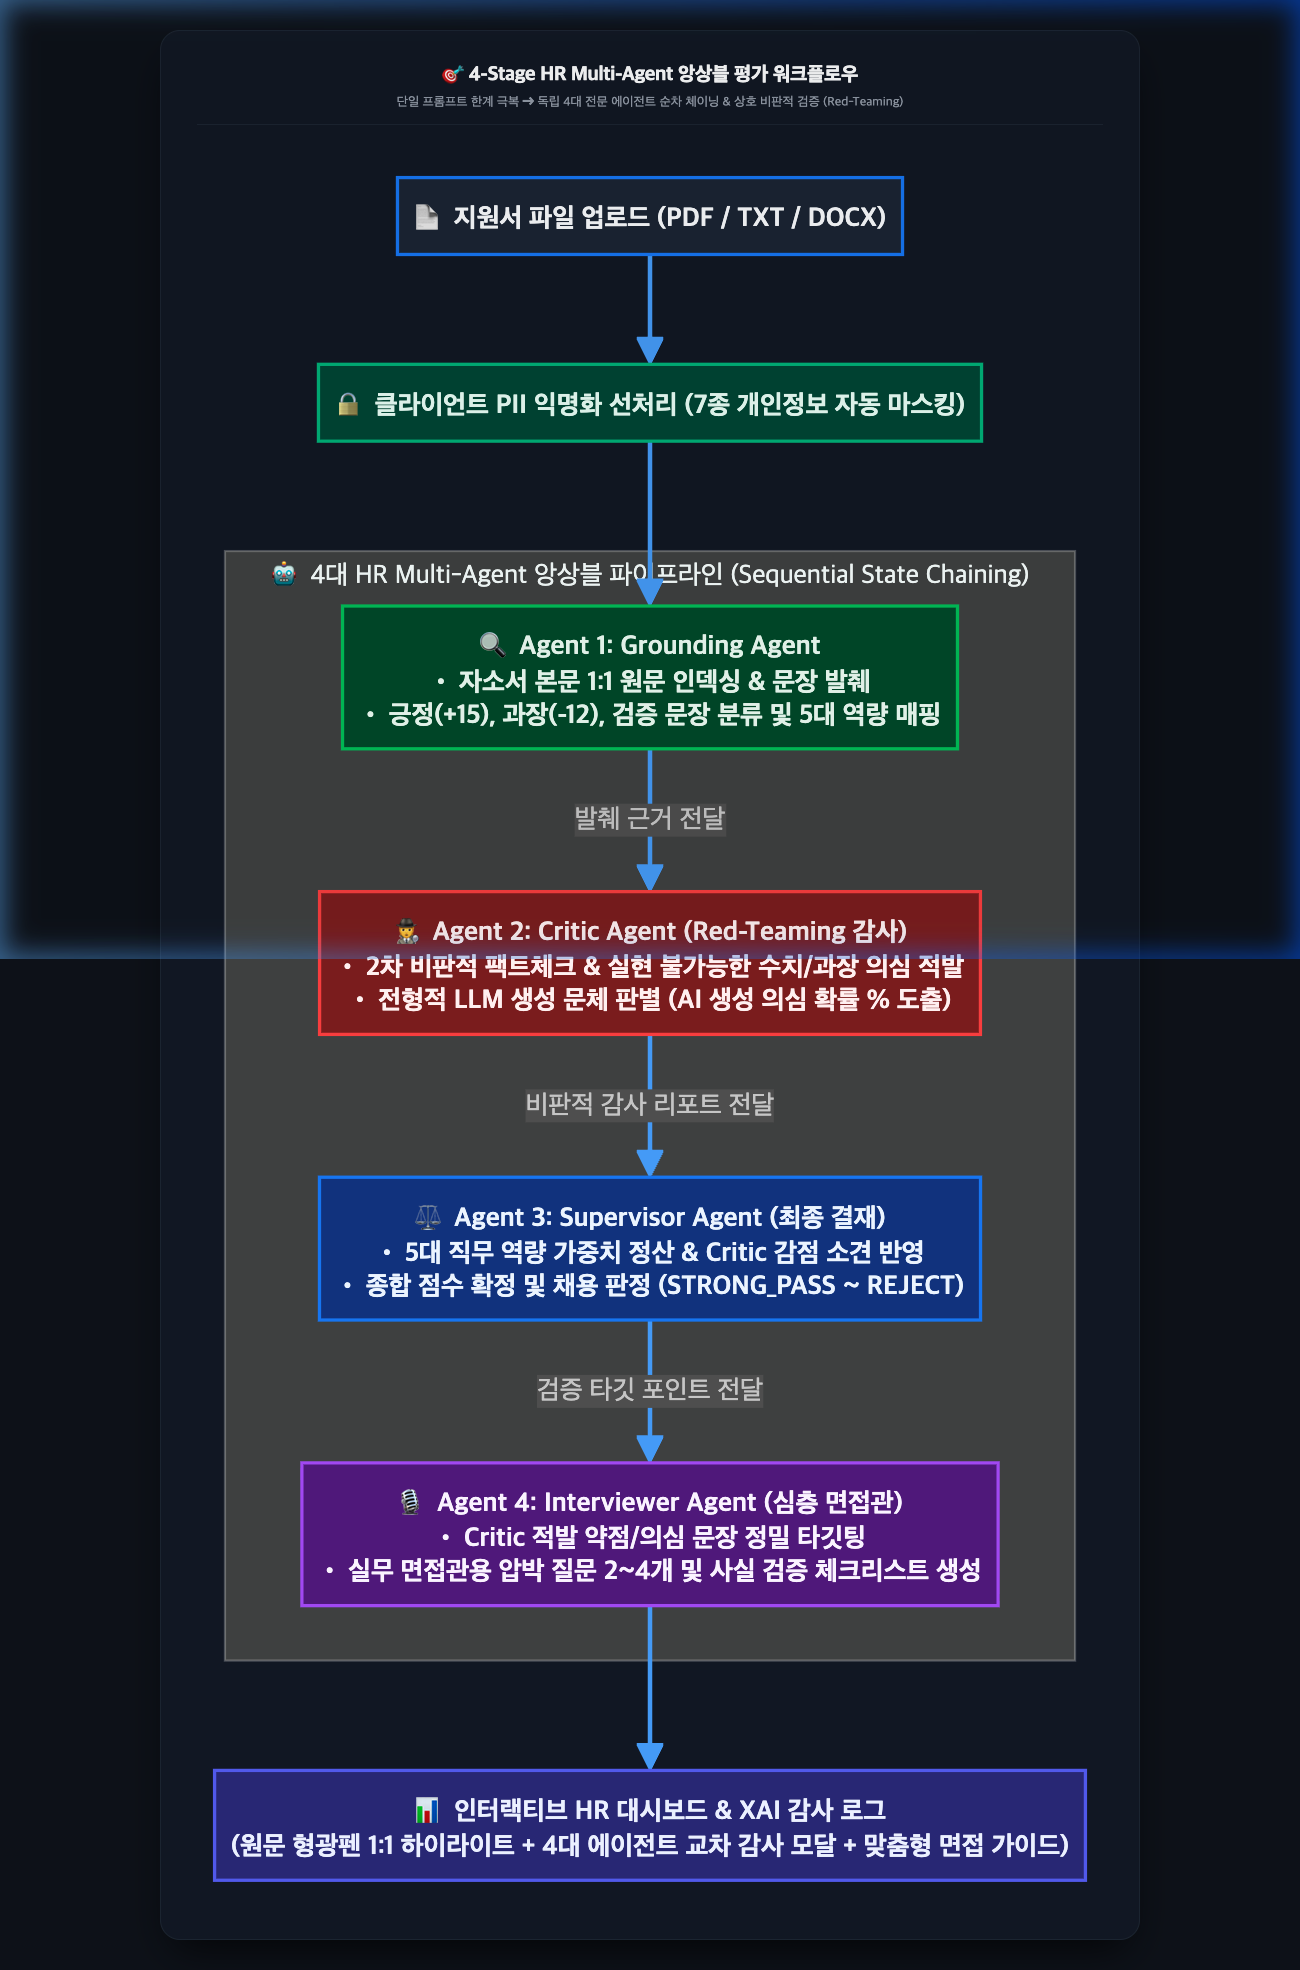 🎯 4-Stage HR Multi-Agent 앙상블 평가 워크플로우
단일 프롬프트 한계 극복 ➔ 독립 4대 전문 에이전트 순차 체이닝 & 상호 비판적 검증 (Red-Teaming)
📄 지원서 파일 업로드 (PDF / TXT / DOCX)
🔒 클라이언트 PII 익명화 선처리 (7종 개인정보 자동 마스킹)
🤖 4대 HR Multi-Agent 앙상블 파이프라인 (Sequential State Chaining)
🔍 Agent 1: Grounding Agent
• 자소서 본문 1:1 원문 인덱싱 & 문장 발췌
• 긍정(+15), 과장(-12), 검증 문장 분류 및 5대 역량 매핑
발췌 근거 전달
🕵️ Agent 2: Critic Agent (Red-Teaming 감사)
• 2차 비판적 팩트체크 & 실현 불가능한 수치/과장 의심 적발
• 전형적 LLM 생성 문체 판별 (AI 생성 의심 확률 % 도출)
비판적 감사 리포트 전달
⚖️ Agent 3: Supervisor Agent (최종 결재)
• 5대 직무 역량 가중치 정산 & Critic 감점 소견 반영
• 종합 점수 확정 및 채용 판정 (STRONG_PASS ~ REJECT)
검증 타깃 포인트 전달
🎙️ Agent 4: Interviewer Agent (심층 면접관)
• Critic 적발 약점/의심 문장 정밀 타깃팅
• 실무 면접관용 압박 질문 2~4개 및 사실 검증 체크리스트 생성
📊 인터랙티브 HR 대시보드 & XAI 감사 로그
(원문 형광펜 1:1 하이라이트 + 4대 에이전트 교차 감사 모달 + 맞춤형 면접 가이드)